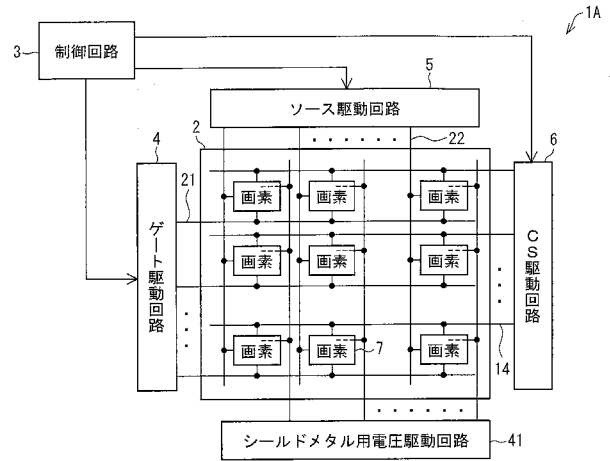 1A
3
制御回路
5
ソース駆動回路
2
22
6
4
21
画素 画素 画素
ゲート駆動回路
画素 画素 画素
CS駆動回路
画素 画素 7 画素
14
シールドメタル用電圧駆動回路
41